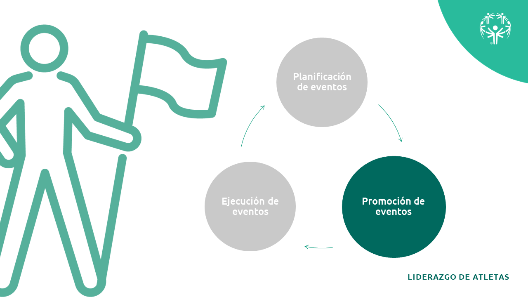 Planificación
de eventos
Ejecución de
eventos
Promoción de
eventos
LIDERAZGO DE ATLETAS